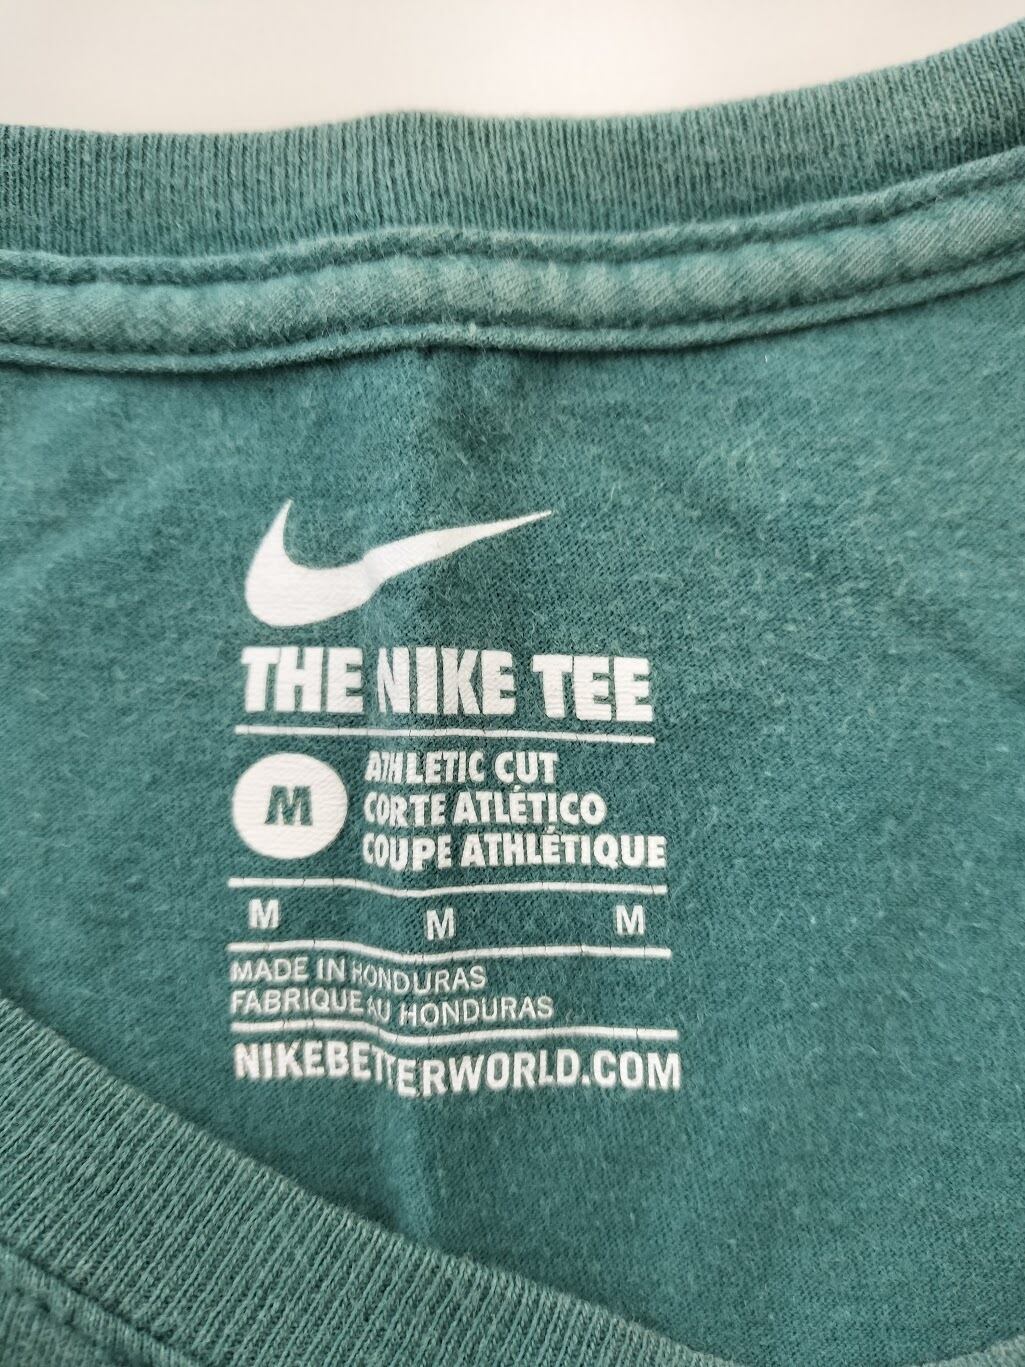 THE NIKE TEE
M
ATHLETIC CUT
CORTE ATLÉTICO
COUPE ATHLÉTIQUE
M M M
MADE IN HONDURAS
FABRIQUE AU HONDURAS
NIKEBETTERWORLD.COM